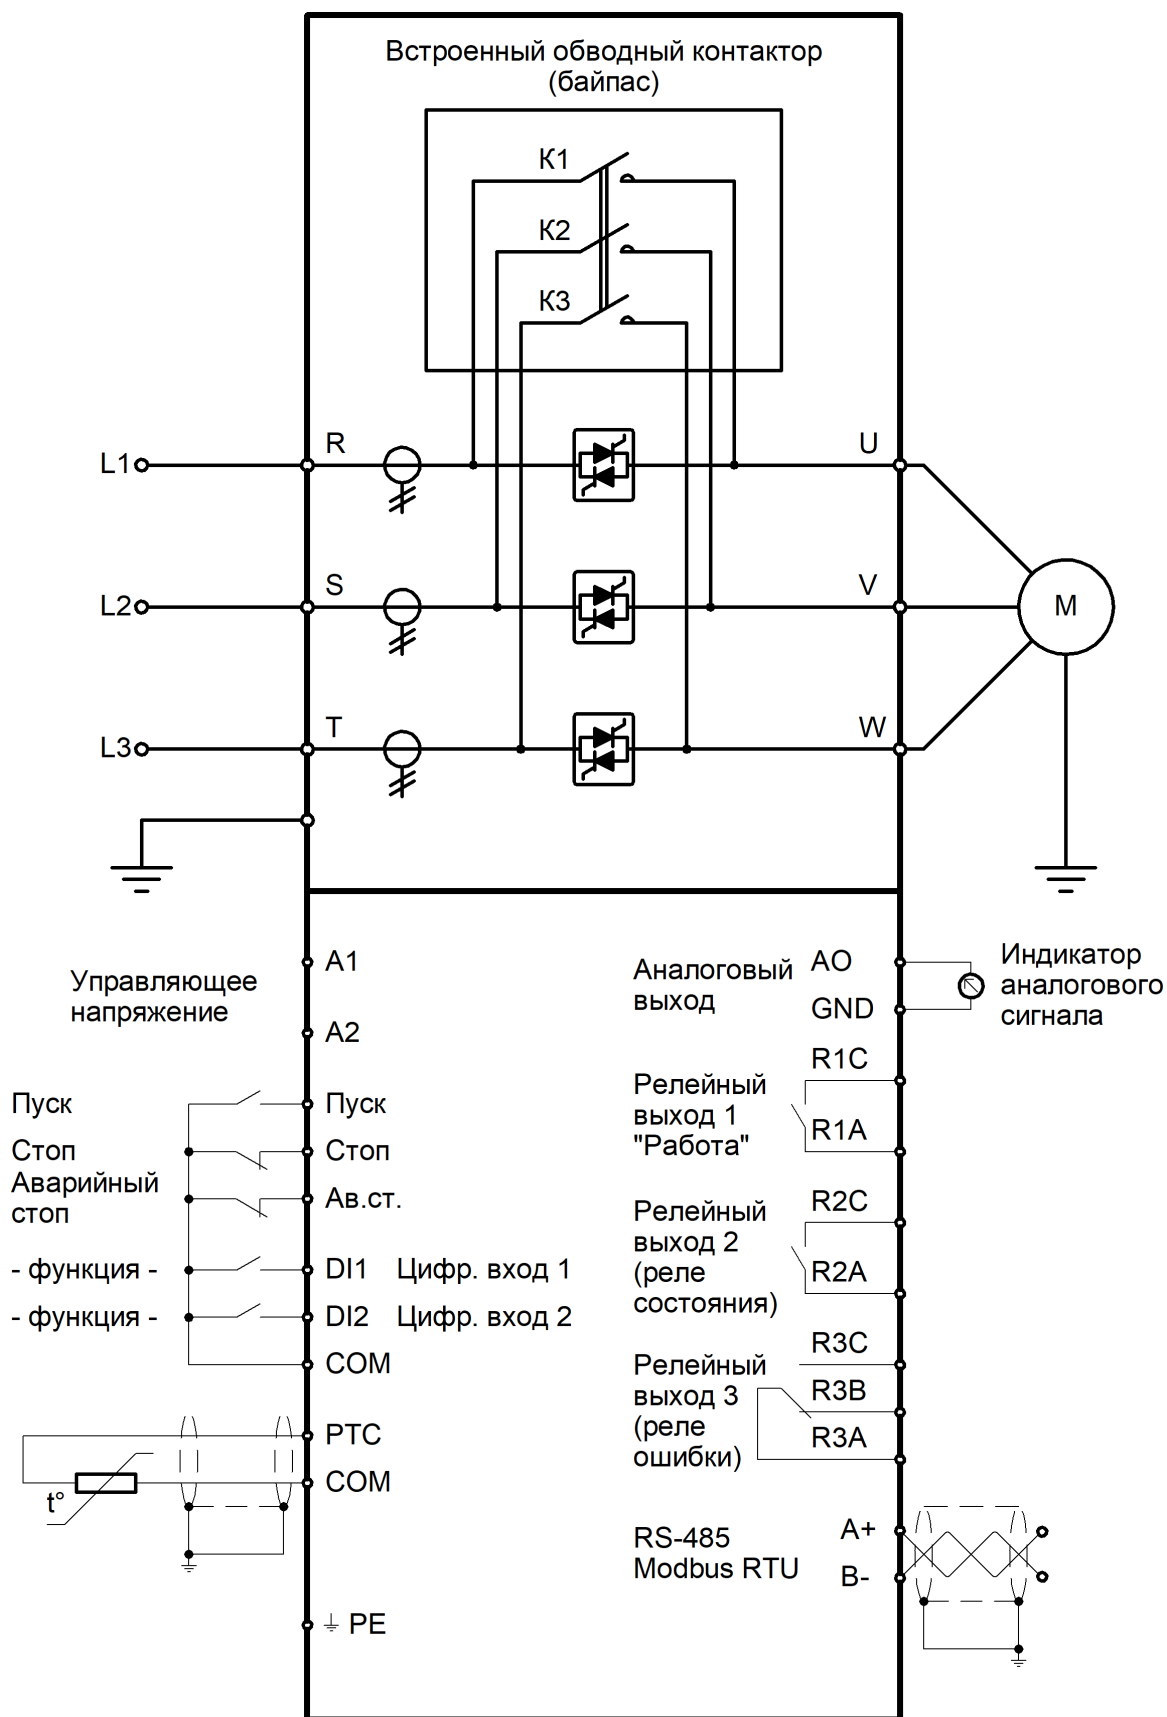 Встроенный обводный контактор
(байпас)
K1
K2
K3
L1
R
U
L2
S
V
M
L3
T
W
Управляющее
напряжение
A1
A2
Пуск
Пуск
Стоп
Стоп
Аварийный
стоп
Ав.ст.
- функция -
DI1 Цифр. вход 1
- функция -
DI2 Цифр. вход 2
COM
PTC
COM
t°
PE
Аналоговый
выход
AO
GND
Индикатор
аналогового
сигнала
Релейный
выход 1
"Работа"
R1C
R1A
Релейный
выход 2
(реле
состояния)
R2C
R2A
Релейный
выход 3
(реле
ошибки)
R3C
R3B
R3A
RS-485
Modbus RTU
A+
B-